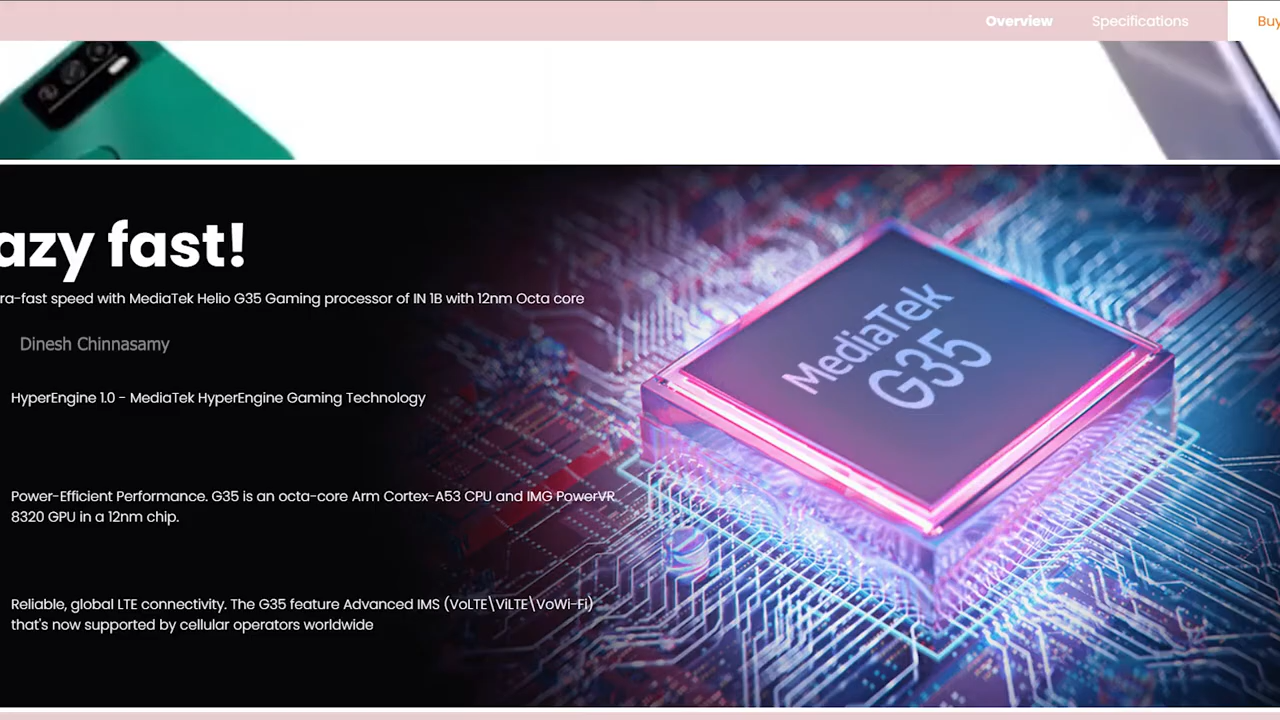 Overview Specifications Buy
azy fast!
ra-fast speed with MediaTek Helio G35 Gaming processor of IN 1B with 12nm Octa core
Dinesh Chinnasamy
HyperEngine 1.0 - MediaTek HyperEngine Gaming Technology
Power-Efficient Performance. G35 is an octa-core Arm Cortex-A53 CPU and IMG PowerVR
8320 GPU in a 12nm chip.
Reliable, global LTE connectivity. The G35 feature Advanced IMS (VoLTE\ViLTE\VoWi-Fi)
that's now supported by cellular operators worldwide
MediaTek
G35